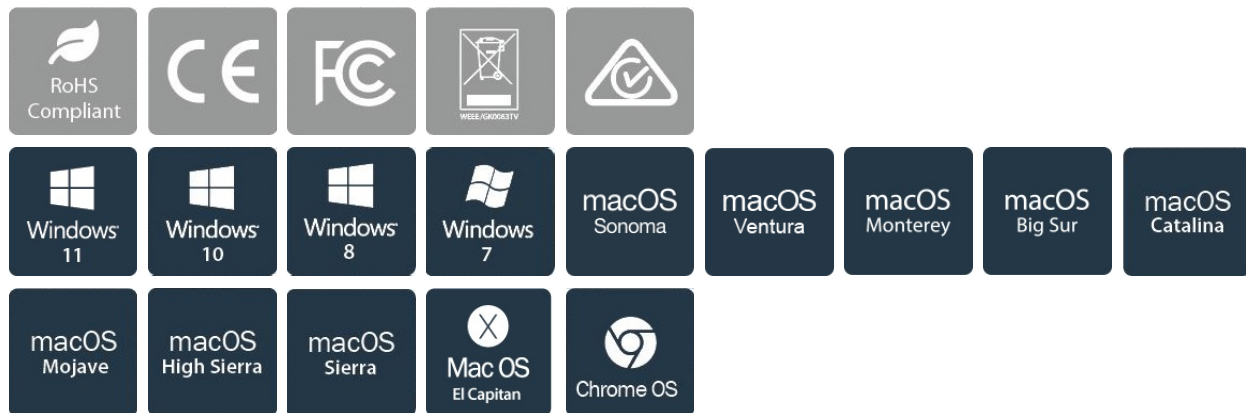 RoHS
Compliant
CE
FC
WEEE/GK0063TV
Windows
11
Windows
10
Windows
8
Windows
7
macOS
Sonoma
macOS
Ventura
macOS
Monterey
macOS
Big Sur
macOS
Catalina
macOS
Mojave
macOS
High Sierra
macOS
Sierra
X
Mac OS
El Capitan
Chrome OS